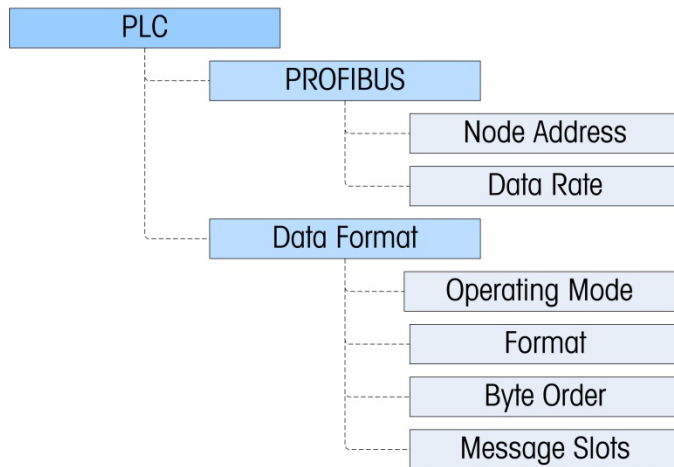 PLC
PROFIBUS
Node Address
Data Rate
Data Format
Operating Mode
Format
Byte Order
Message Slots